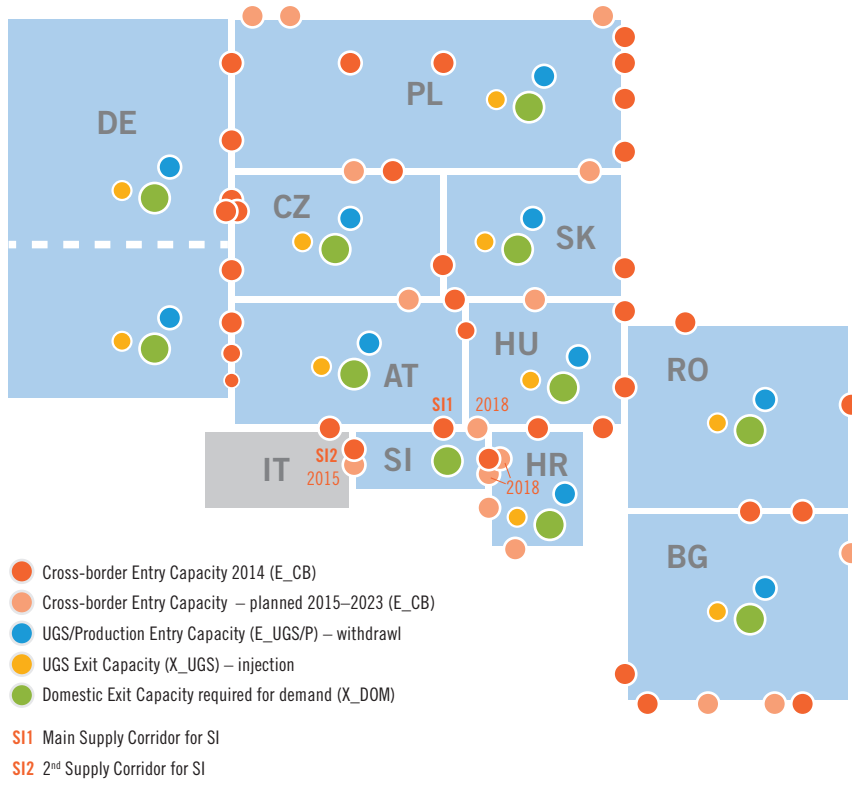 DE
PL
CZ
SK
HU
AT
RO
SI1 2018
SI2
2015
IT
SI
HR
2018
BG
Cross-border Entry Capacity 2014 (E_CB)
Cross-border Entry Capacity – planned 2015–2023 (E_CB)
UGS/Production Entry Capacity (E_UGS/P) – withdrawl
UGS Exit Capacity (X_UGS) – injection
Domestic Exit Capacity required for demand (X_DOM)
SI1 Main Supply Corridor for SI
SI2 2nd Supply Corridor for SI